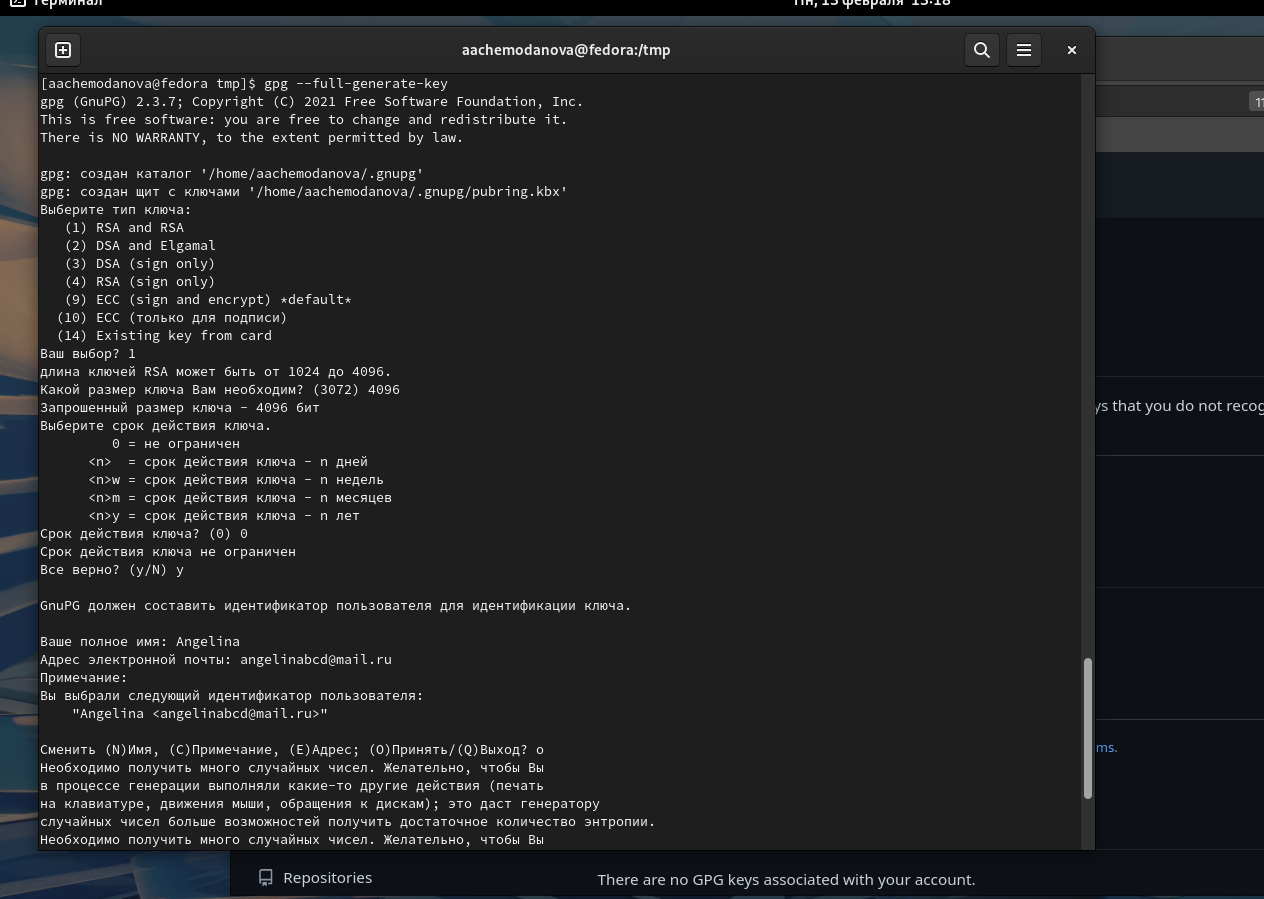 Терминал
Пн, 13 февраля 13:18
aachemodanova@fedora:/tmp
[aachemodanova@fedora tmp]$ gpg --full-generate-key
gpg (GnuPG) 2.3.7; Copyright (C) 2021 Free Software Foundation, Inc.
This is free software: you are free to change and redistribute it.
There is NO WARRANTY, to the extent permitted by law.
gpg: создан каталог '/home/aachemodanova/.gnupg'
gpg: создан щит с ключами '/home/aachemodanova/.gnupg/pubring.kbx'
Выберите тип ключа:
(1) RSA and RSA
(2) DSA and Elgamal
(3) DSA (sign only)
(4) RSA (sign only)
(9) ECC (sign and encrypt) *default*
(10) ECC (только для подписи)
(14) Existing key from card
Ваш выбор? 1
длина ключей RSA может быть от 1024 до 4096.
Какой размер ключа Вам необходим? (3072) 4096
Запрошенный размер ключа - 4096 бит
Выберите срок действия ключа.
0 = не ограничен
<n>  = срок действия ключа - n дней
<n>w = срок действия ключа - n недель
<n>m = срок действия ключа - n месяцев
<n>y = срок действия ключа - n лет
Срок действия ключа? (0) 0
Срок действия ключа не ограничен
Все верно? (y/N) y
GnuPG должен составить идентификатор пользователя для идентификации ключа.
Ваше полное имя: Angelina
Адрес электронной почты: angelinabcd@mail.ru
Примечание:
Вы выбрали следующий идентификатор пользователя:
"Angelina <angelinabcd@mail.ru>"
Сменить (N)Имя, (C)Примечание, (E)Адрес; (O)Принять/(Q)Выход? o
Необходимо получить много случайных чисел. Желательно, чтобы Вы
в процессе генерации выполняли какие-то другие действия (печать
на клавиатуре, движения мыши, обращения к дискам); это даст генератору
случайных чисел больше возможностей получить достаточное количество энтропии.
Необходимо получить много случайных чисел. Желательно, чтобы Вы
11
ys that you do not recog
ms.
Repositories
There are no GPG keys associated with your account.